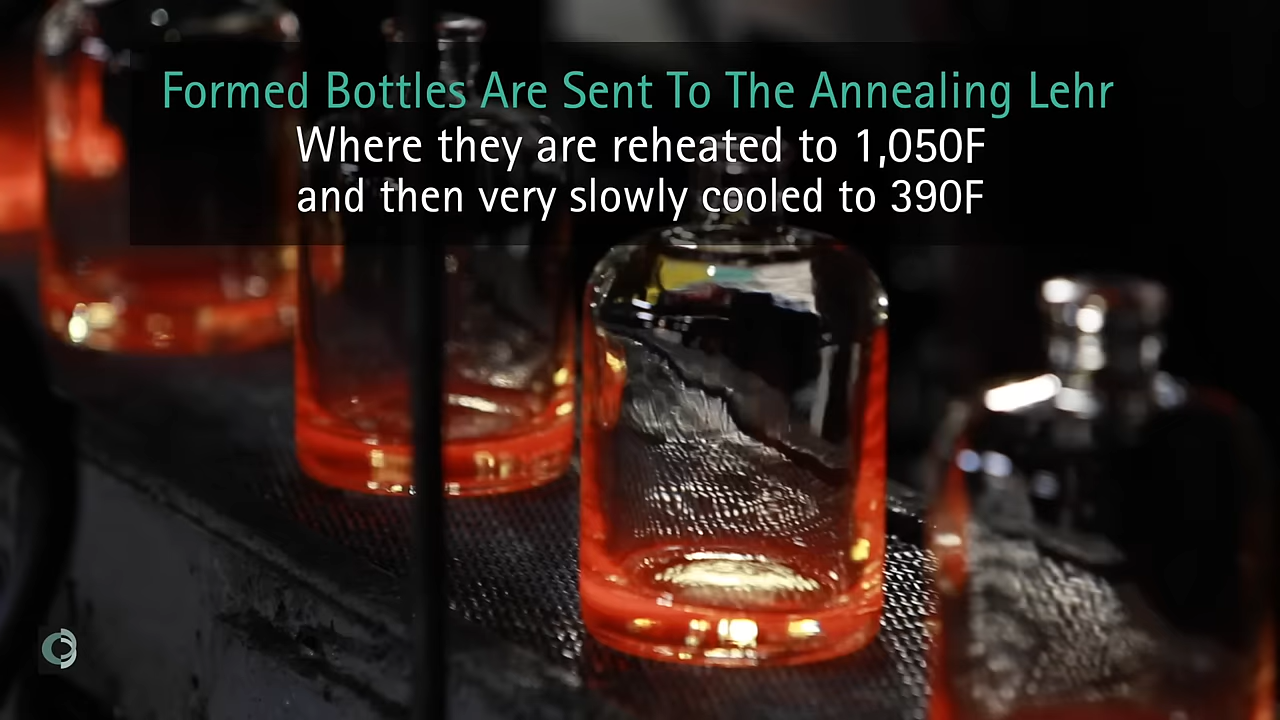 Formed Bottles Are Sent To The Annealing Lehr
Where they are reheated to 1,050F
and then very slowly cooled to 390F